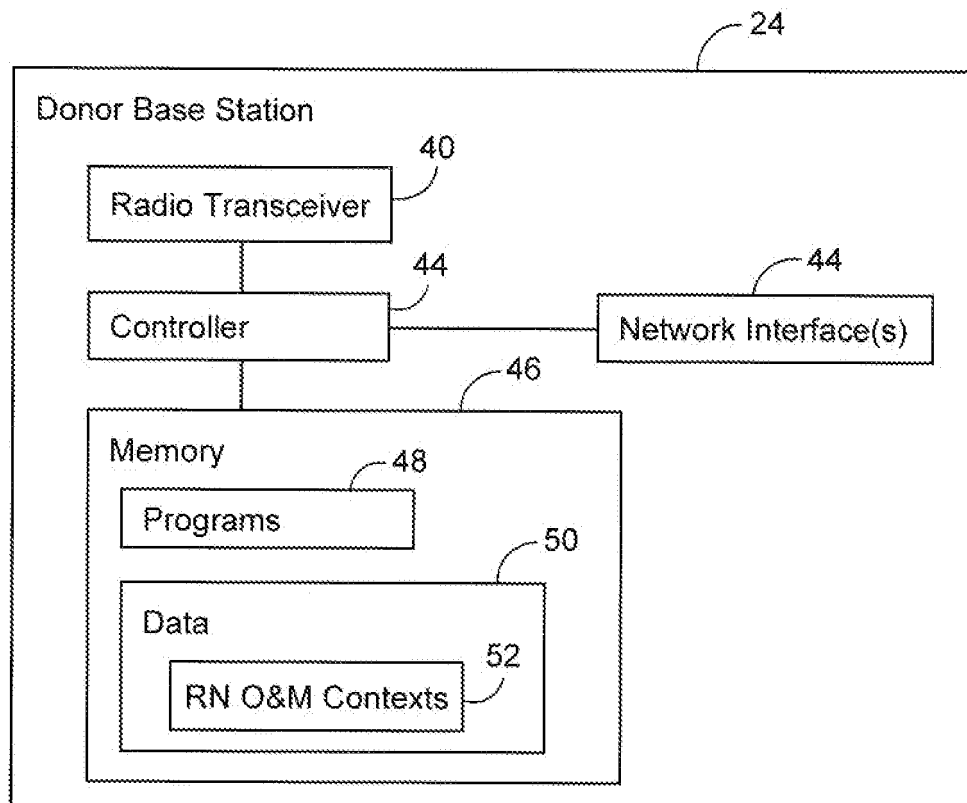 24
Donor Base Station
40
Radio Transceiver
44
44
Controller
Network Interface(s)
46
Memory
48
Programs
50
Data
52
RN O&M Contexts